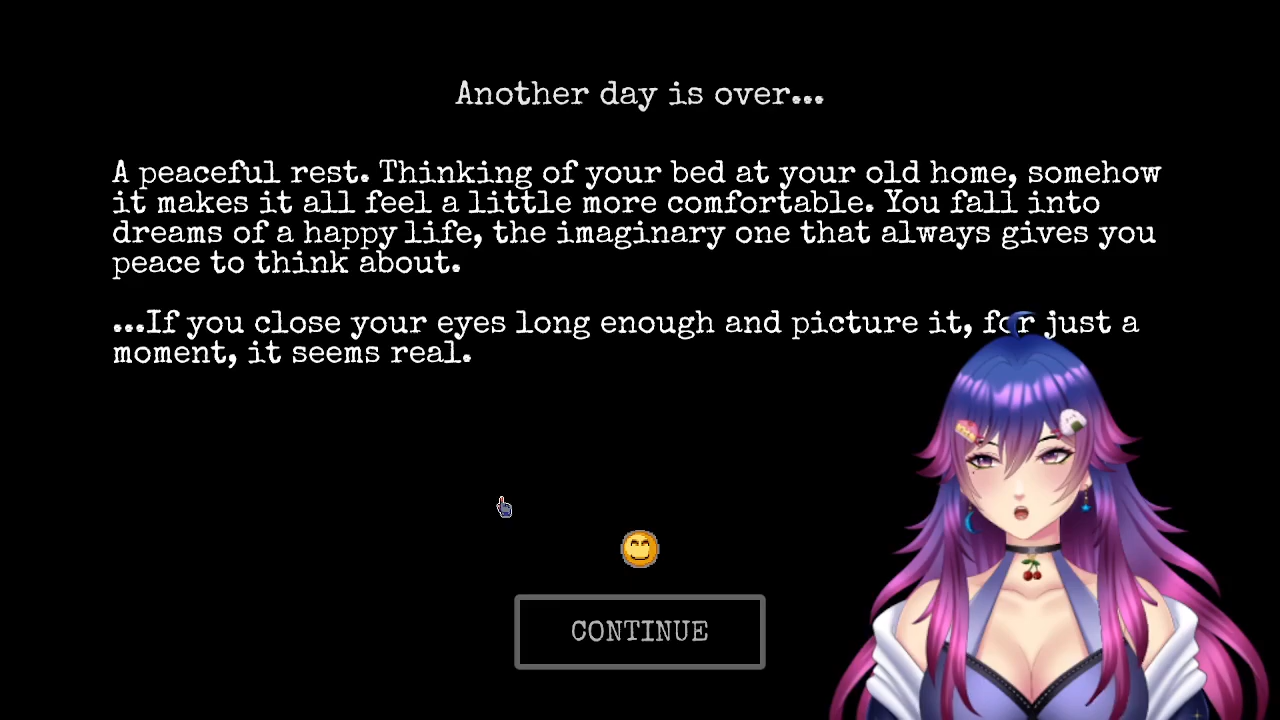 Another day is over...
A peaceful rest. Thinking of your bed at your old home, somehow
it makes it all feel a little more comfortable. You fall into
dreams of a happy life, the imaginary one that always gives you
peace to think about.
...If you close your eyes long enough and picture it, for just a
moment, it seems real.
CONTINUE